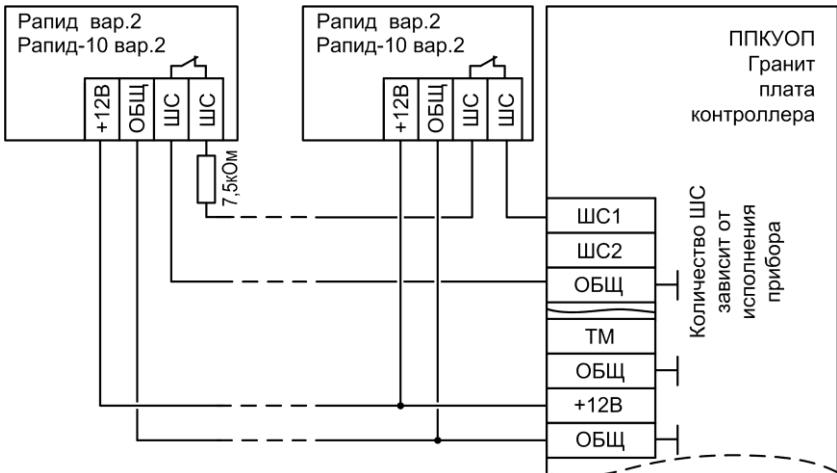 Рапид вар.2
Рапид-10 вар.2
+12В
ОБЩ
ШС
ШС
7,5кОм
Рапид вар.2
Рапид-10 вар.2
+12В
ОБЩ
ШС
ШС
ППКУОП
Гранит
плата
контроллера
ШС1
ШС2
ОБЩ
ТМ
ОБЩ
+12В
ОБЩ
Количество ШС
зависит от
исполнения
прибора